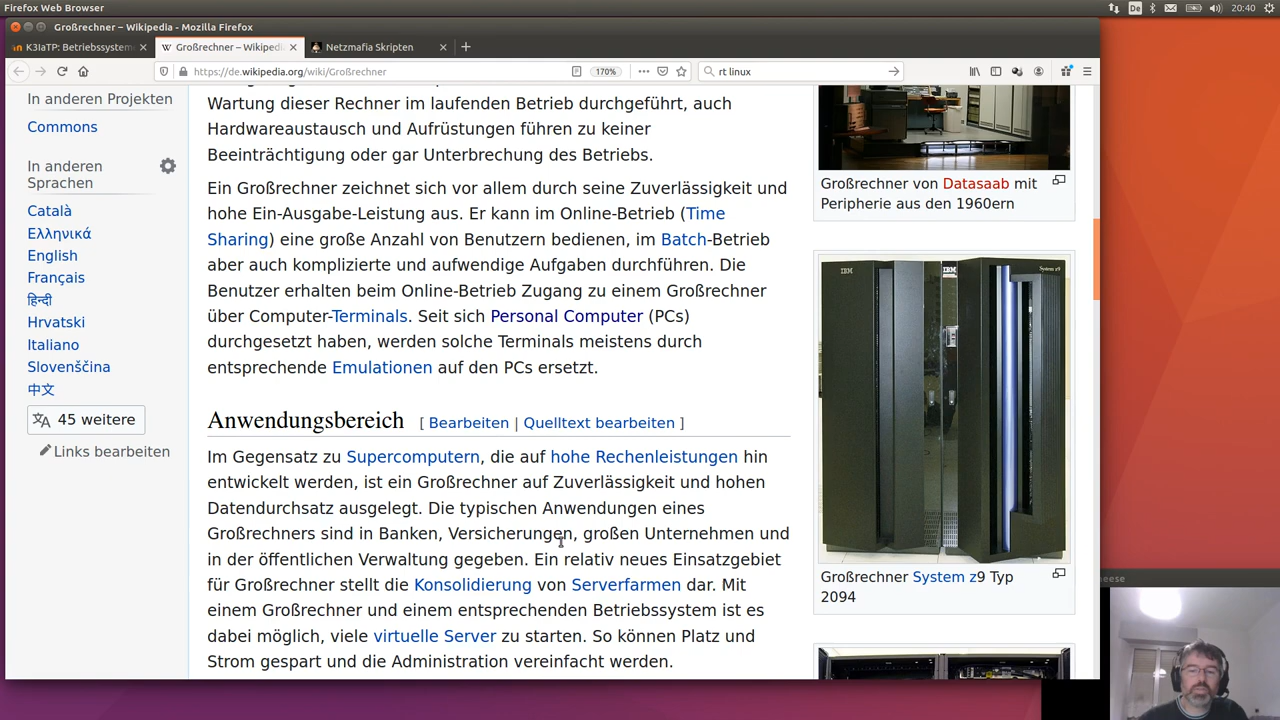 Firefox Web Browser
De
20:40
Großrechner – Wikipedia - Mozilla Firefox
K3IaTP: Betriebssystem
Großrechner – Wikipedi
Netzmafia Skripten
https://de.wikipedia.org/wiki/Großrechner
170%
rt linux
In anderen Projekten
Commons
In anderen
Sprachen
Català
Ελληνικά
English
Français
हिन्दी
Hrvatski
Italiano
Slovenščina
中文
45 weitere
Links bearbeiten
Wartung dieser Rechner im laufenden Betrieb durchgeführt, auch
Hardwareaustausch und Aufrüstungen führen zu keiner
Beeinträchtigung oder gar Unterbrechung des Betriebs.
Ein Großrechner zeichnet sich vor allem durch seine Zuverlässigkeit und
hohe Ein-Ausgabe-Leistung aus. Er kann im Online-Betrieb (Time
Sharing) eine große Anzahl von Benutzern bedienen, im Batch-Betrieb
aber auch komplizierte und aufwendige Aufgaben durchführen. Die
Benutzer erhalten beim Online-Betrieb Zugang zu einem Großrechner
über Computer-Terminals. Seit sich Personal Computer (PCs)
durchgesetzt haben, werden solche Terminals meistens durch
entsprechende Emulationen auf den PCs ersetzt.
Anwendungsbereich [ Bearbeiten | Quelltext bearbeiten ]
Im Gegensatz zu Supercomputern, die auf hohe Rechenleistungen hin
entwickelt werden, ist ein Großrechner auf Zuverlässigkeit und hohen
Datendurchsatz ausgelegt. Die typischen Anwendungen eines
Großrechners sind in Banken, Versicherungen, großen Unternehmen und
in der öffentlichen Verwaltung gegeben. Ein relativ neues Einsatzgebiet
für Großrechner stellt die Konsolidierung von Serverfarmen dar. Mit
einem Großrechner und einem entsprechenden Betriebssystem ist es
dabei möglich, viele virtuelle Server zu starten. So können Platz und
Strom gespart und die Administration vereinfacht werden.
Großrechner von Datasaab mit
Peripherie aus den 1960ern
IBM
IBM
System z9
Großrechner System z9 Typ
2094
eese